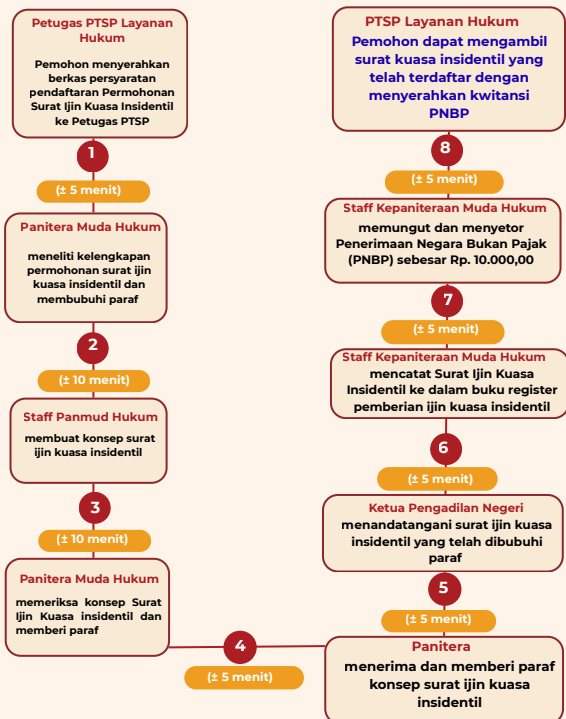 Petugas PTSP Layanan
Hukum
Pemohon menyerahkan
berkas persyaratan
pendaftaran Permohonan
Surat Ijin Kuasa Insidentil
ke Petugas PTSP
1
(± 5 menit)
Panitera Muda Hukum
meneliti kelengkapan
permohonan surat ijin
kuasa insidentil dan
membubuhi paraf
2
(± 10 menit)
Staff Panmud Hukum
membuat konsep surat
ijin kuasa insidentil
3
(± 10 menit)
Panitera Muda Hukum
memeriksa konsep Surat
Ijin Kuasa insidentil dan
memberi paraf
4
(± 5 menit)
Panitera
menerima dan memberi paraf
konsep surat ijin kuasa
insidentil
5
(± 5 menit)
Ketua Pengadilan Negeri
menandatangani surat ijin kuasa
insidentil yang telah dibubuhi
paraf
6
(± 5 menit)
Staff Kepaniteraan Muda Hukum
mencatat Surat Ijin Kuasa
Insidentil ke dalam buku register
pemberian ijin kuasa insidentil
7
(± 5 menit)
Staff Kepaniteraan Muda Hukum
memungut dan menyetor
Penerimaan Negara Bukan Pajak
(PNBP) sebesar Rp. 10.000,00
8
(± 5 menit)
PTSP Layanan Hukum
Pemohon dapat mengambil
surat kuasa insidentil yang
telah terdaftar dengan
menyerahkan kwitansi
PNBP